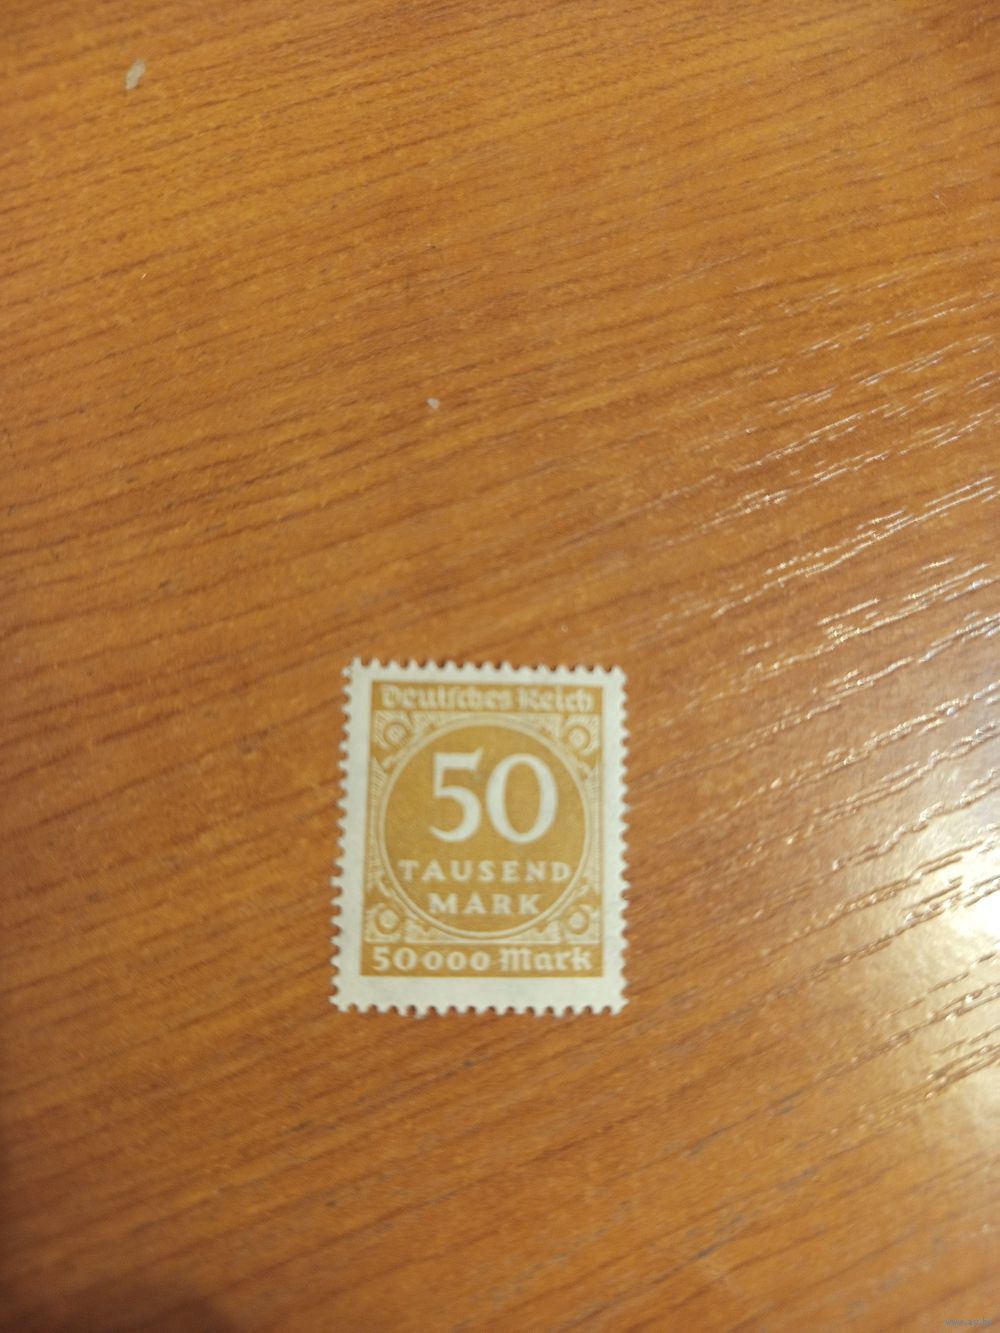 Deutsches Reich
50
TAUSEND
MARK
50000 Mark